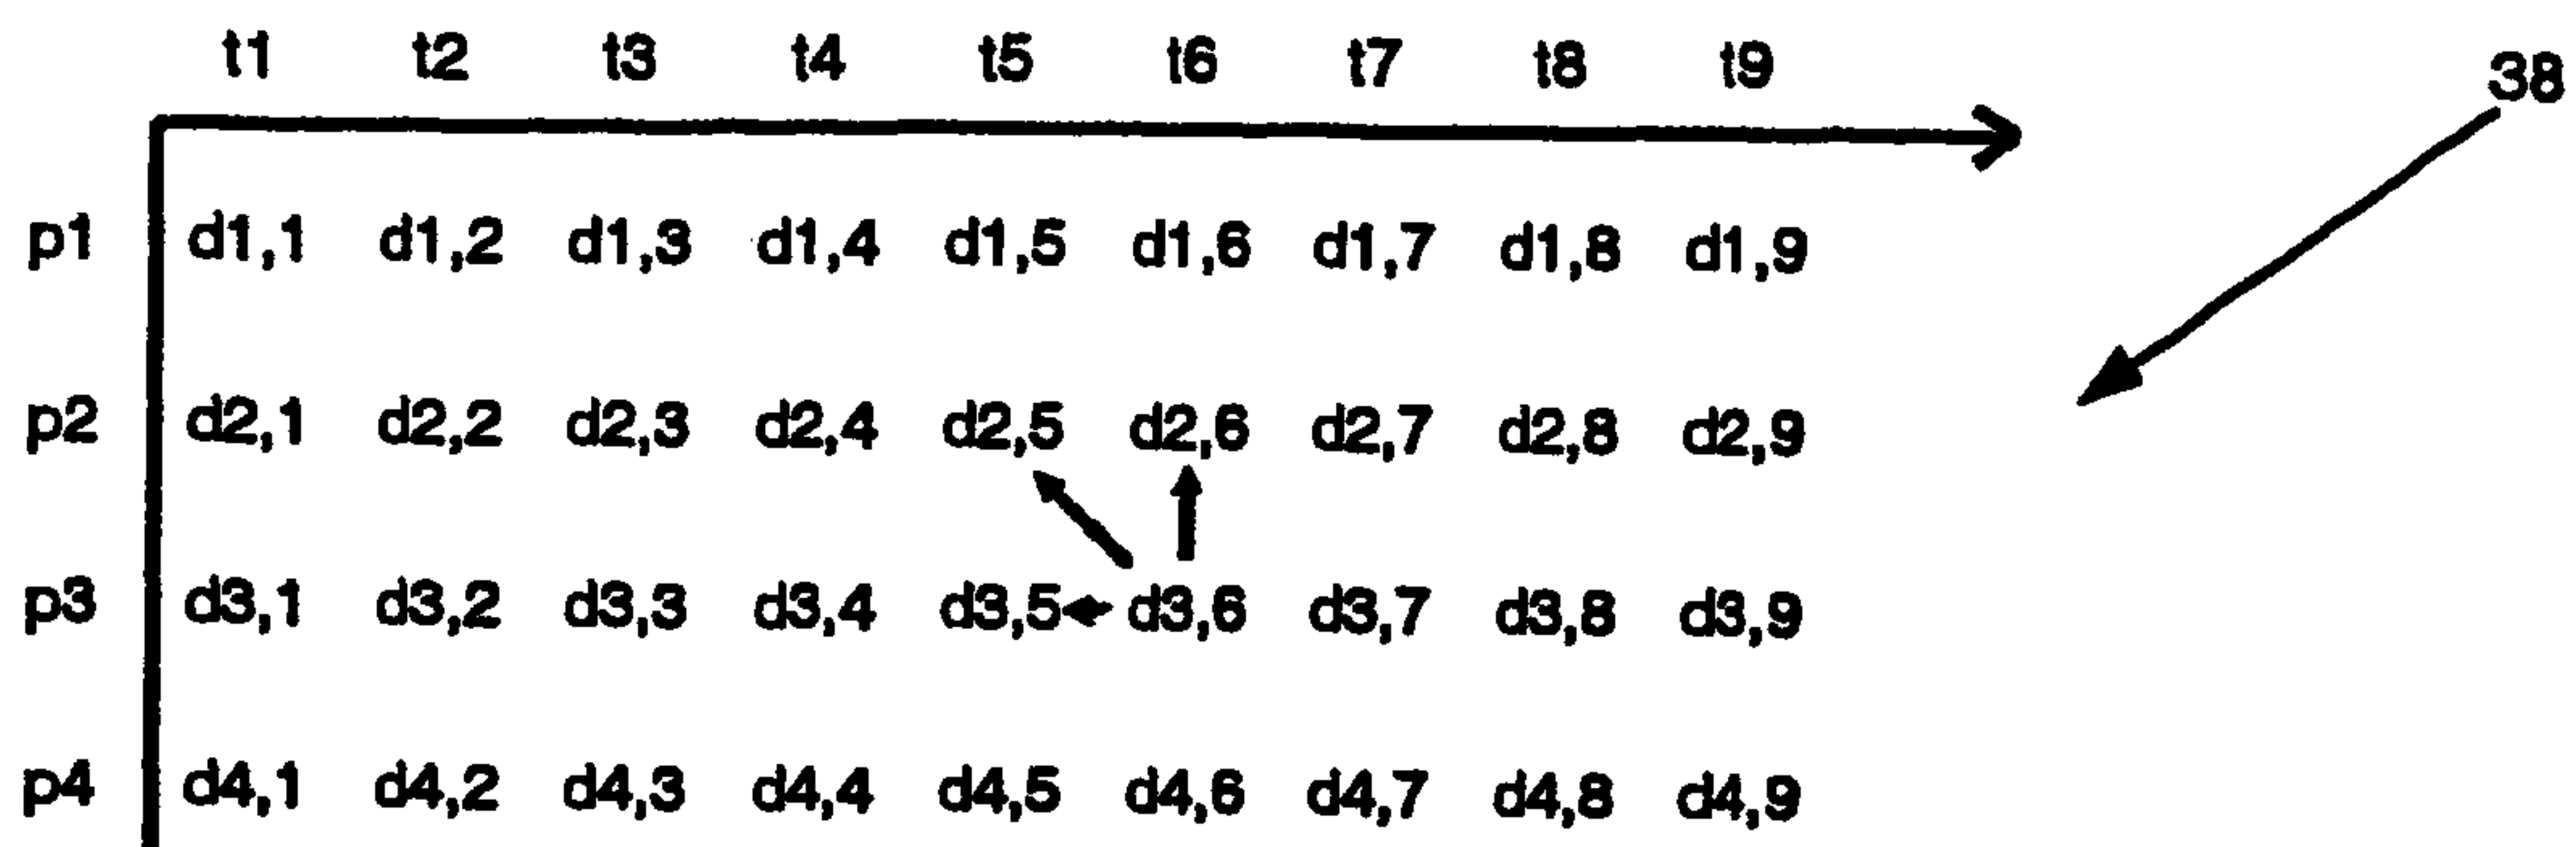 t1 t2 t3 t4 t5 t6 t7 t8 t9
38
p1 d1,1 d1,2 d1,3 d1,4 d1,5 d1,6 d1,7 d1,8 d1,9
p2 d2,1 d2,2 d2,3 d2,4 d2,5 d2,6 d2,7 d2,8 d2,9
p3 d3,1 d3,2 d3,3 d3,4 d3,5 d3,6 d3,7 d3,8 d3,9
p4 d4,1 d4,2 d4,3 d4,4 d4,5 d4,6 d4,7 d4,8 d4,9